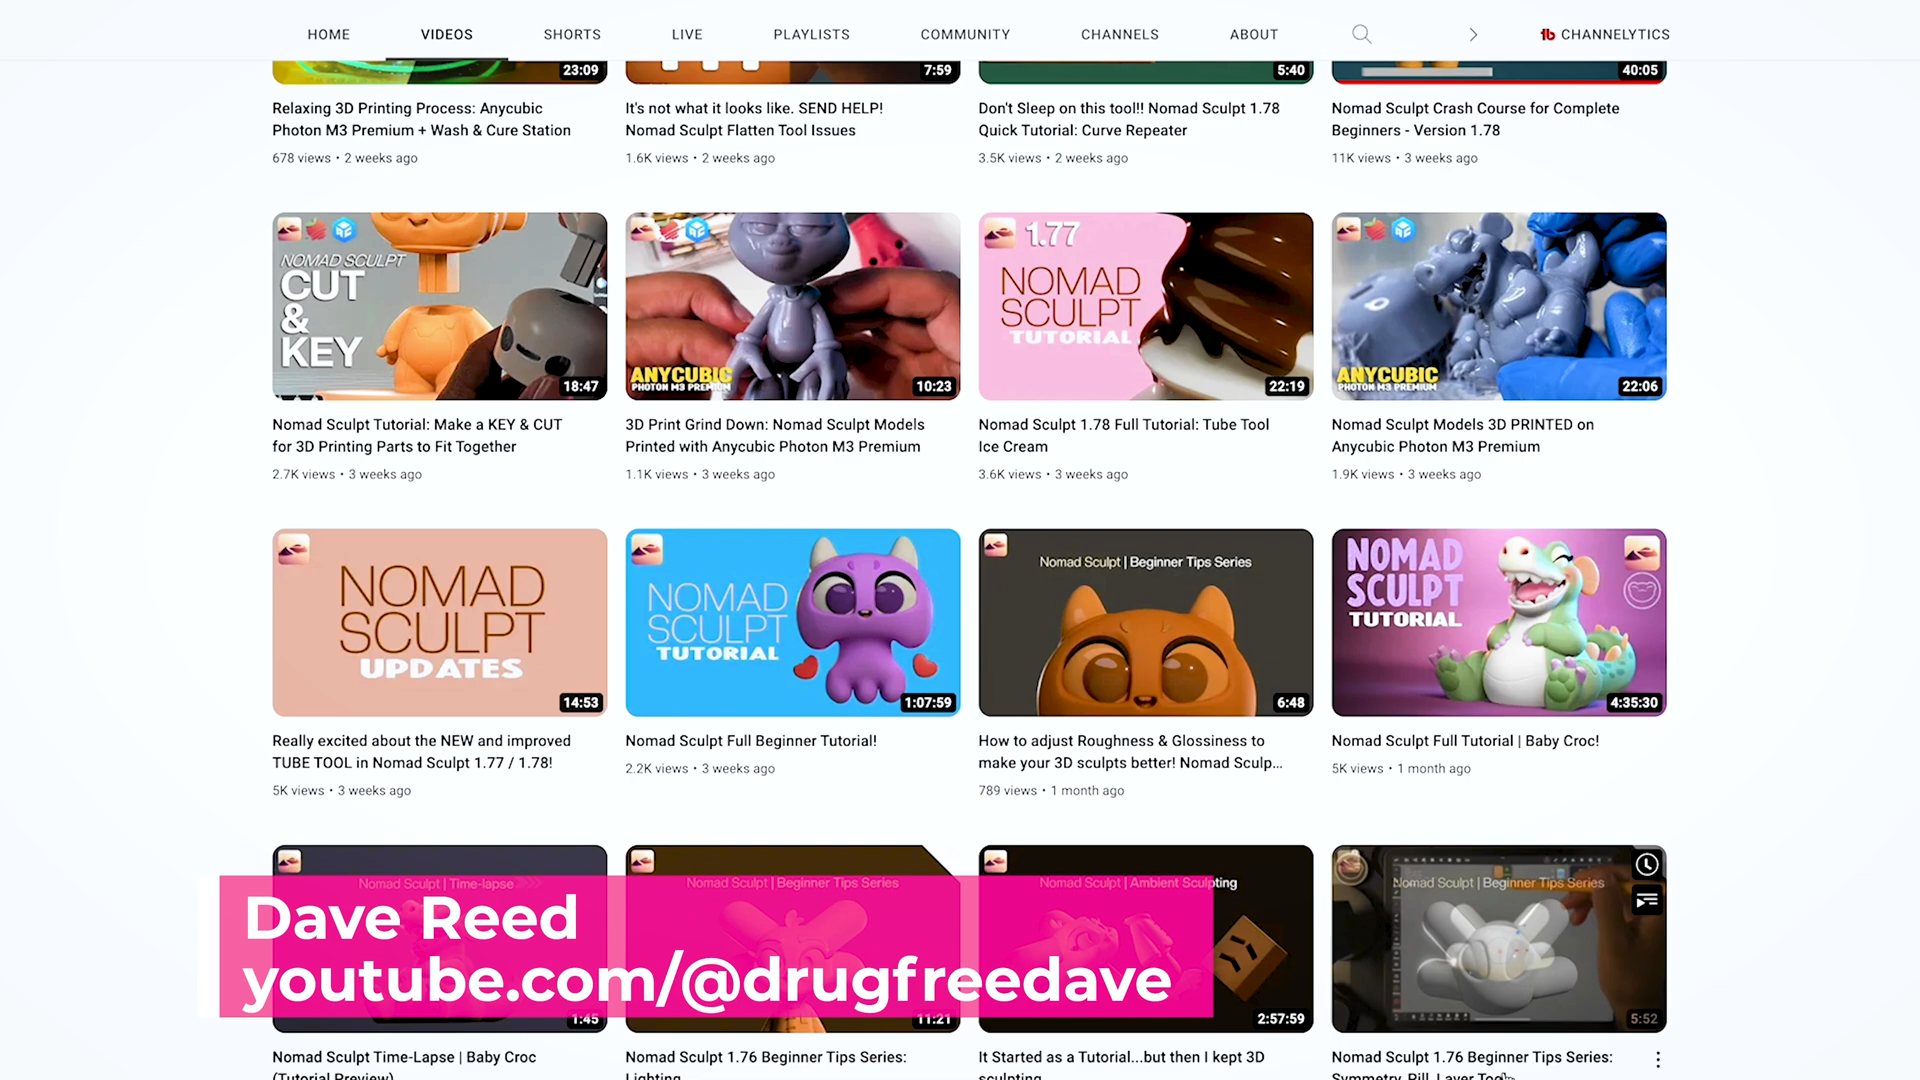 HOME VIDEOS SHORTS LIVE PLAYLISTS COMMUNITY CHANNELS ABOUT CHANNELYTICS
23:09
7:59
5:40
40:05
Relaxing 3D Printing Process: Anycubic
Photon M3 Premium + Wash & Cure Station
678 views • 2 weeks ago
It's not what it looks like. SEND HELP!
Nomad Sculpt Flatten Tool Issues
1.6K views • 2 weeks ago
Don't Sleep on this tool!! Nomad Sculpt 1.78
Quick Tutorial: Curve Repeater
3.5K views • 2 weeks ago
Nomad Sculpt Crash Course for Complete
Beginners - Version 1.78
11K views • 3 weeks ago
NOMAD SCULPT
CUT
&
KEY
18:47
Nomad Sculpt Tutorial: Make a KEY & CUT
for 3D Printing Parts to Fit Together
2.7K views • 3 weeks ago
ANYCUBIC
PHOTON M3 PREMIUM
10:23
3D Print Grind Down: Nomad Sculpt Models
Printed with Anycubic Photon M3 Premium
1.1K views • 3 weeks ago
1.77
NOMAD
SCULPT
TUTORIAL
22:19
Nomad Sculpt 1.78 Full Tutorial: Tube Tool
Ice Cream
3.6K views • 3 weeks ago
ANYCUBIC
PHOTON M3 PREMIUM
22:06
Nomad Sculpt Models 3D PRINTED on
Anycubic Photon M3 Premium
1.9K views • 3 weeks ago
NOMAD
SCULPT
UPDATES
14:53
Really excited about the NEW and improved
TUBE TOOL in Nomad Sculpt 1.77 / 1.78!
5K views • 3 weeks ago
NOMAD
SCULPT
TUTORIAL
1:07:59
Nomad Sculpt Full Beginner Tutorial!
2.2K views • 3 weeks ago
Nomad Sculpt | Beginner Tips Series
6:48
How to adjust Roughness & Glossiness to
make your 3D sculpts better! Nomad Sculp...
789 views • 1 month ago
NOMAD
SCULPT
TUTORIAL
4:35:30
Nomad Sculpt Full Tutorial | Baby Croc!
5K views • 1 month ago
Nomad Sculpt | Time-lapse
1:45
Nomad Sculpt Time-Lapse | Baby Croc
(Tutorial Preview)
Nomad Sculpt | Beginner Tips Series
11:21
Nomad Sculpt 1.76 Beginner Tips Series:
Lighting
Nomad Sculpt | Ambient Sculpting
2:57:59
It Started as a Tutorial...but then I kept 3D
sculpting
Nomad Sculpt | Beginner Tips Series
5:52
Nomad Sculpt 1.76 Beginner Tips Series:
Symmetry, Pill, Layer
Dave Reed
youtube.com/@drugfreedave